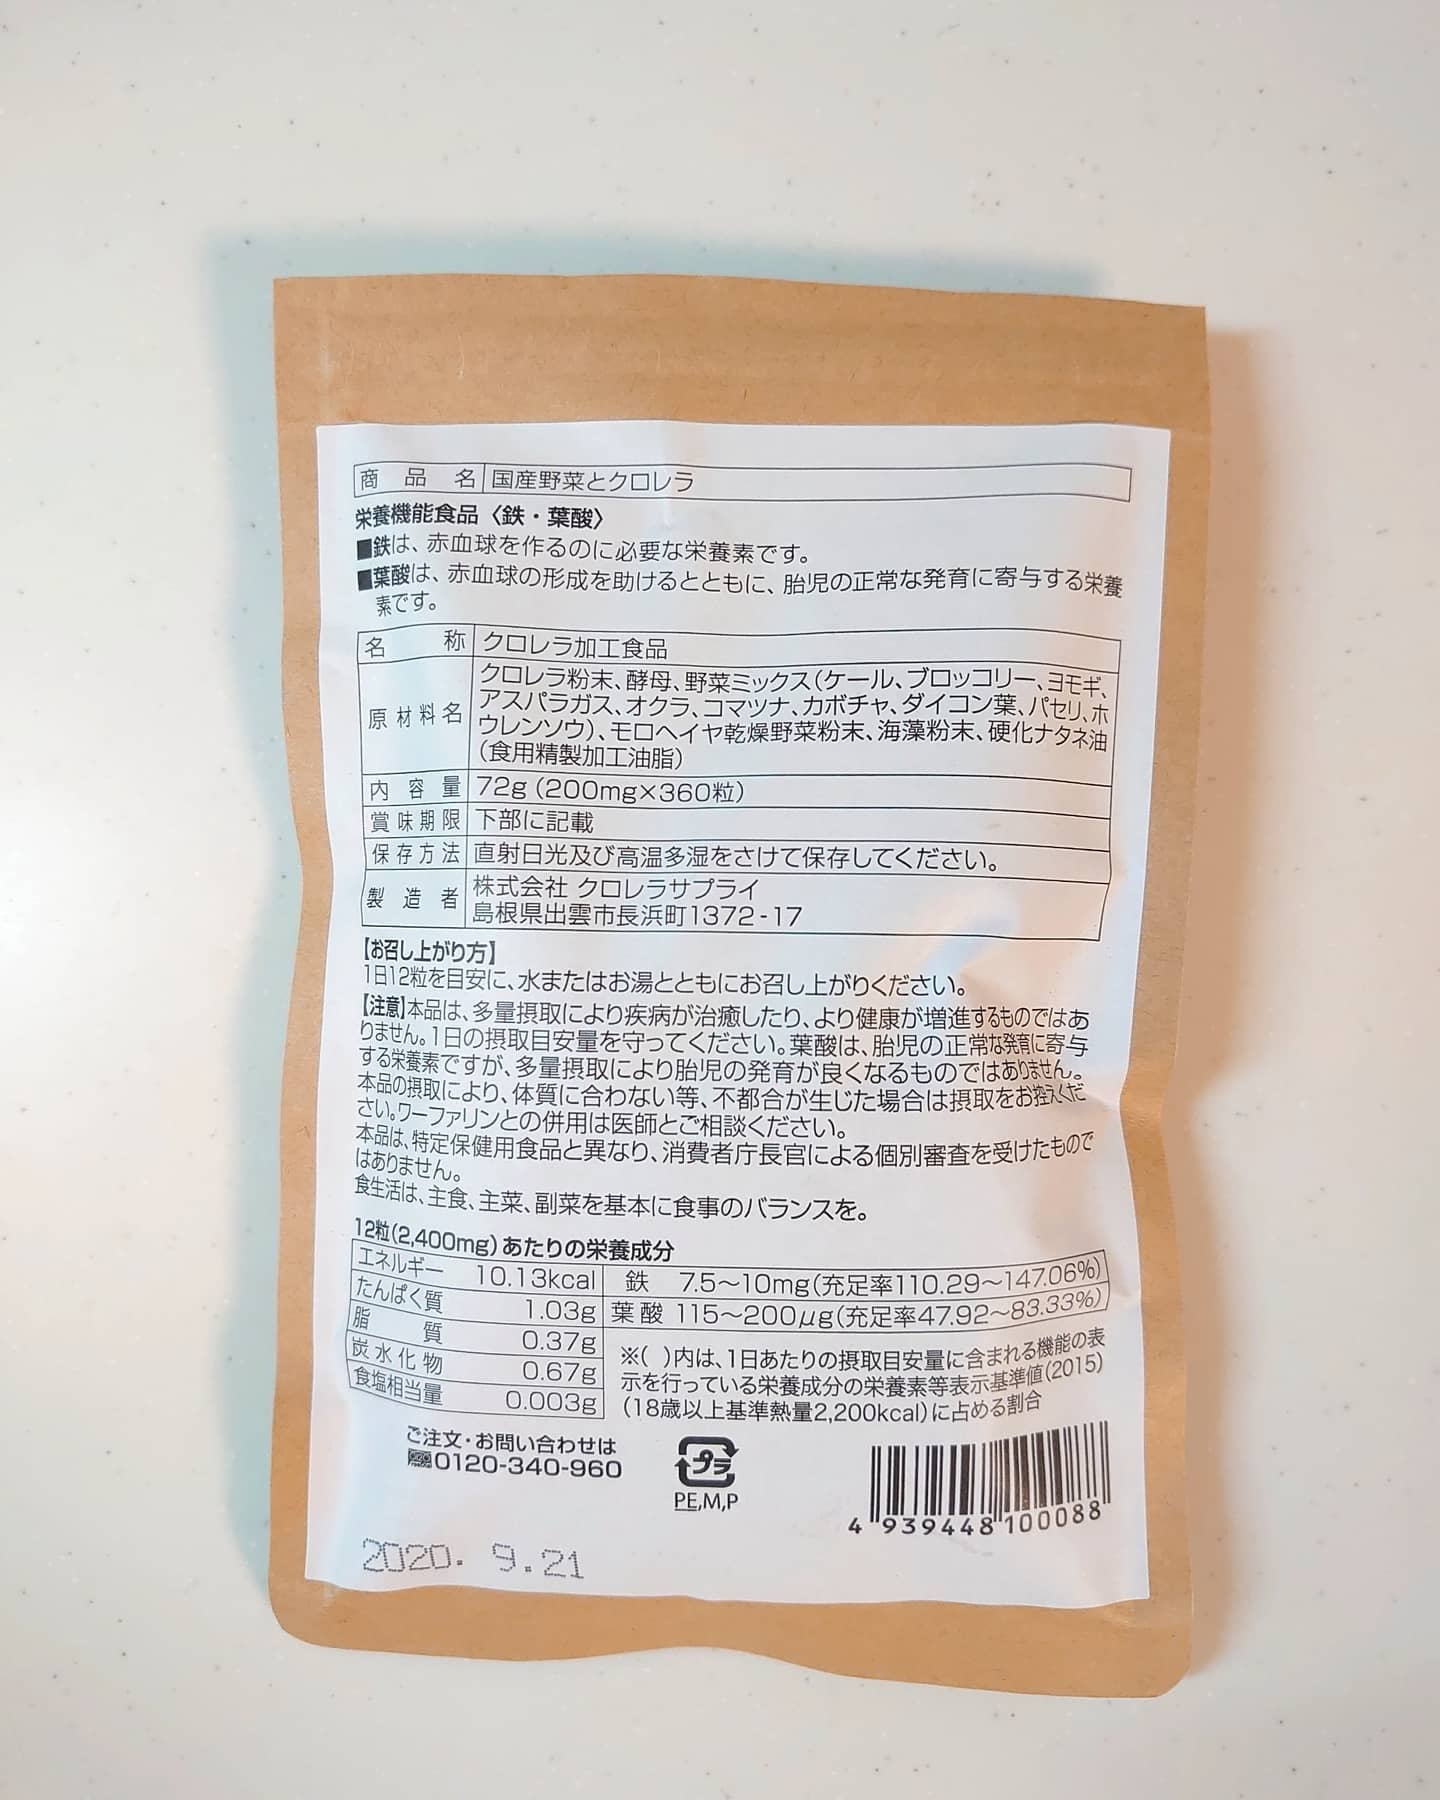 商品名 国産野菜とクロレラ
栄養機能食品〈鉄・葉酸〉
■鉄は、赤血球を作るのに必要な栄養素です。
■葉酸は、赤血球の形成を助けるとともに、胎児の正常な発育に寄与する栄養
素です。
名称 クロレラ加工食品
原材料名 クロレラ粉末、酵母、野菜ミックス(ケール、ブロッコリー、ヨモギ、
アスパラガス、オクラ、コマツナ、カボチャ、ダイコン葉、パセリ、ホ
ウレンソウ)、モロヘイヤ乾燥野菜粉末、海藻粉末、硬化ナタネ油
(食用精製加工油脂)
内容量 72g(200mg×360粒)
賞味期限 下部に記載
保存方法 直射日光及び高温多湿をさけて保存してください。
製造者 株式会社 クロレラサプライ
島根県出雲市長浜町1372-17
【お召し上がり方】
1日12粒を目安に、水またはお湯とともにお召し上がりください。
【注意】本品は、多量摂取により疾病が治癒したり、より健康が増進するものではあ
りません。1日の摂取目安量を守ってください。葉酸は、胎児の正常な発育に寄与
する栄養素ですが、多量摂取により胎児の発育が良くなるものではありません。
本品の摂取により、体質に合わない等、不都合が生じた場合は摂取をお控えくだ
さい。ワーファリンとの併用は医師とご相談ください。
本品は、特定保健用食品と異なり、消費者庁長官による個別審査を受けたもので
はありません。
食生活は、主食、主菜、副菜を基本に食事のバランスを。
12粒(2,400mg)あたりの栄養成分
エネルギー 10.13kcal
たんぱく質 1.03g
脂質 0.37g
炭水化物 0.67g
食塩相当量 0.003g
鉄 7.5～10mg(充足率110.29～147.06%)
葉酸 115～200μg(充足率47.92～83.33%)
※( )内は、1日あたりの摂取目安量に含まれる機能の表
示を行っている栄養成分の栄養素等表示基準値(2015)
(18歳以上基準熱量2,200kcal)に占める割合
ご注文・お問い合わせは
0120-340-960
プラ
PE,M,P
4 939448 100088
2020. 9.21